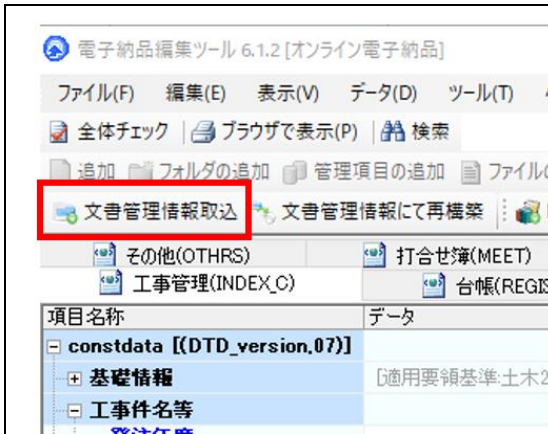 電子納品編集ツール 6.1.2 [オンライン電子納品]
ファイル(F) 編集(E) 表示(V) データ(D) ツール(T)
全体チェック ブラウザで表示(P) 検索
追加 フォルダの追加 管理項目の追加 ファイル
文書管理情報取込 文書管理情報にて再構築
その他(OTHRS) 打合せ簿(MEET)
工事管理(INDEX_C) 台帳(REGIS
項目名称 データ
constdata [(DTD_version,07)]
基礎情報 [適用要領基準:土木2
工事件名等
発注年度